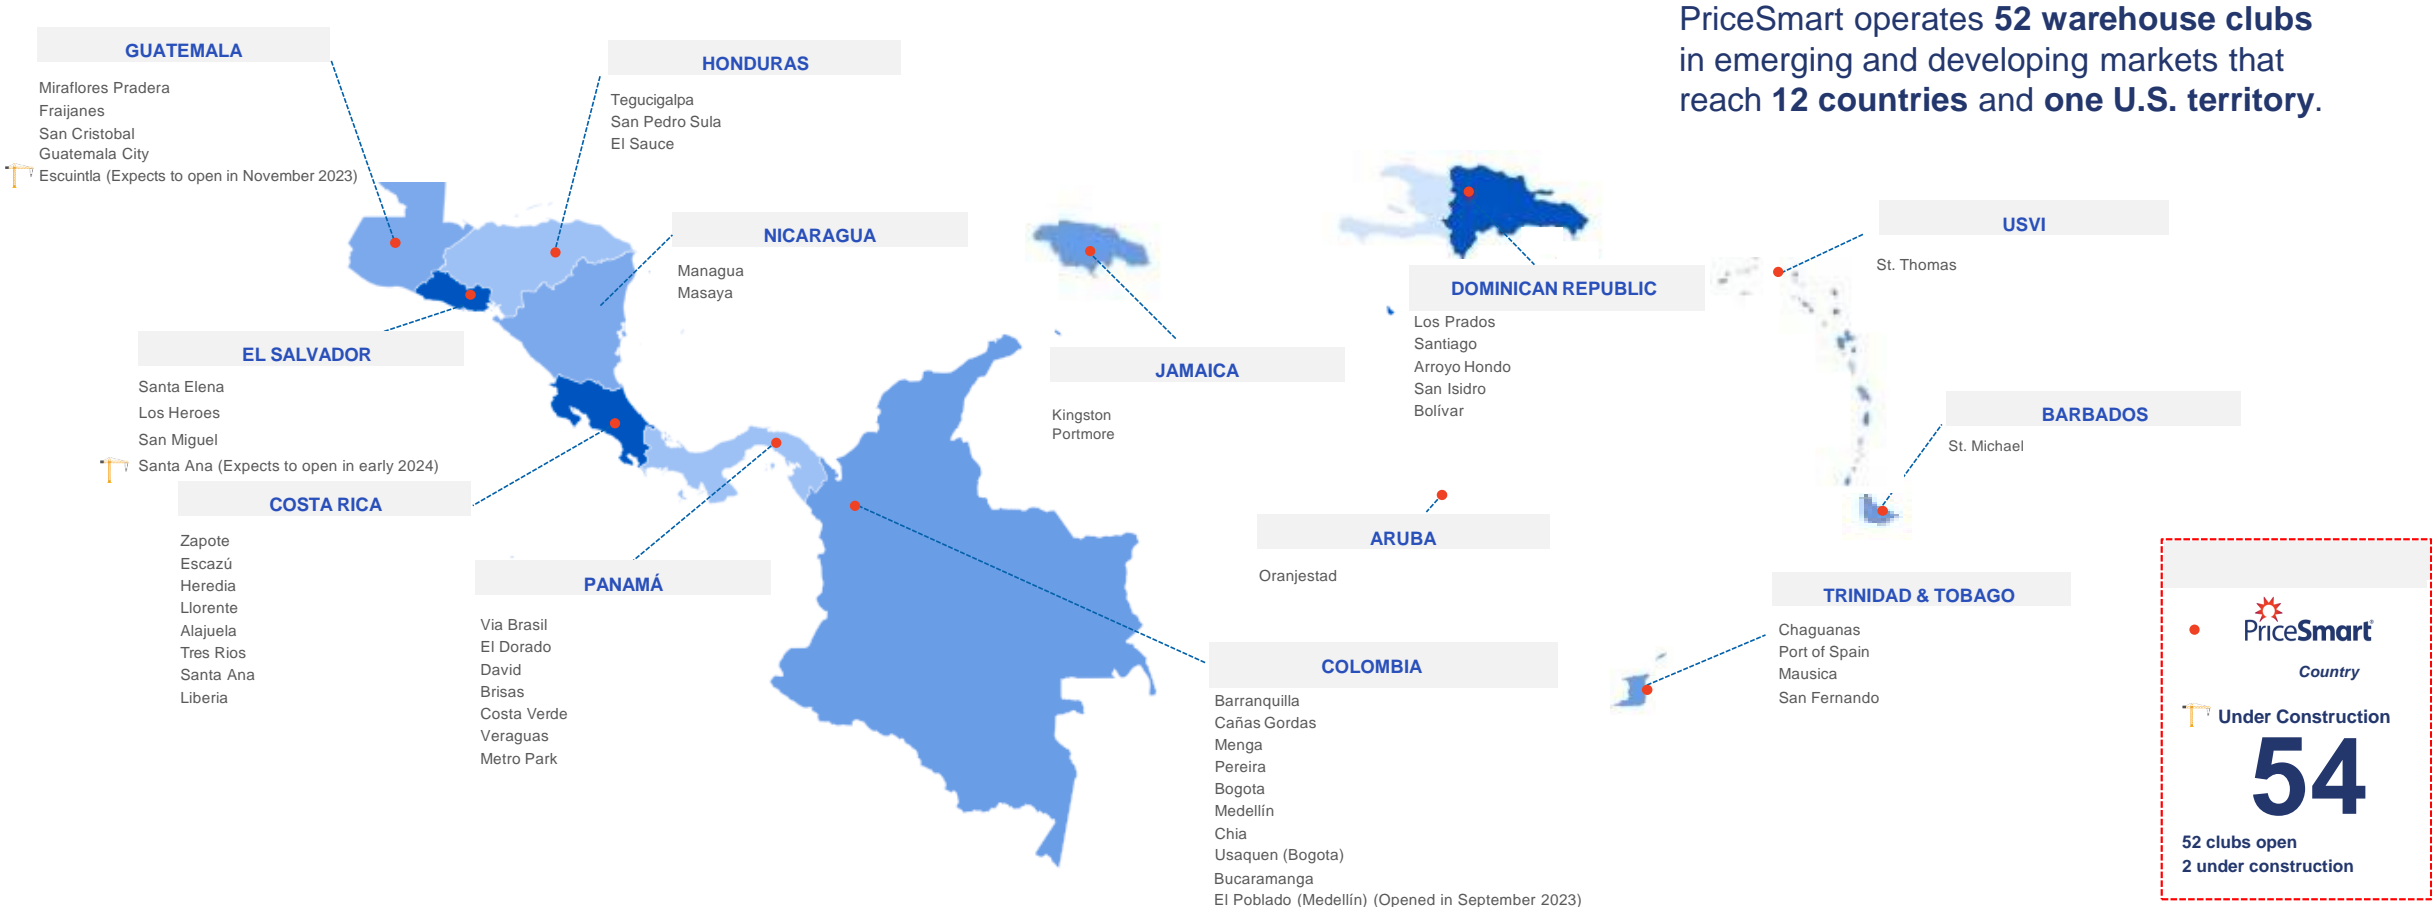 PriceSmart operates 52 warehouse clubs
in emerging and developing markets that
reach 12 countries and one U.S. territory.
GUATEMALA
Miraflores Pradera
Fraijanes
San Cristobal
Guatemala City
Escuintla (Expects to open in November 2023)
HONDURAS
Tegucigalpa
San Pedro Sula
El Sauce
NICARAGUA
Managua
Masaya
EL SALVADOR
Santa Elena
Los Heroes
San Miguel
Santa Ana (Expects to open in early 2024)
COSTA RICA
Zapote
Escazú
Heredia
Llorente
Alajuela
Tres Rios
Santa Ana
Liberia
PANAMÁ
Via Brasil
El Dorado
David
Brisas
Costa Verde
Veraguas
Metro Park
JAMAICA
Kingston
Portmore
DOMINICAN REPUBLIC
Los Prados
Santiago
Arroyo Hondo
San Isidro
Bolívar
ARUBA
Oranjestad
COLOMBIA
Barranquilla
Cañas Gordas
Menga
Pereira
Bogota
Medellín
Chia
Usaquen (Bogota)
Bucaramanga
El Poblado (Medellín) (Opened in September 2023)
USVI
St. Thomas
BARBADOS
St. Michael
TRINIDAD & TOBAGO
Chaguanas
Port of Spain
Mausica
San Fernando
PriceSmart
Country
Under Construction
54
52 clubs open
2 under construction